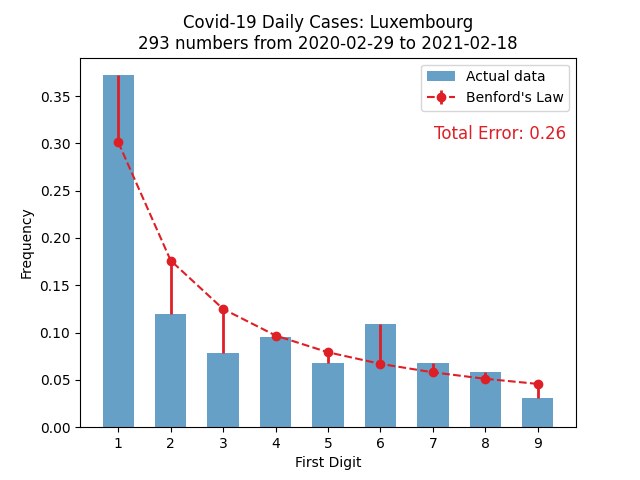 Covid-19 Daily Cases: Luxembourg
293 numbers from 2020-02-29 to 2021-02-18
Actual data
Benford's Law
Total Error: 0.26
Frequency
0.35
0.30
0.25
0.20
0.15
0.10
0.05
0.00
1 2 3 4 5 6 7 8 9
First Digit